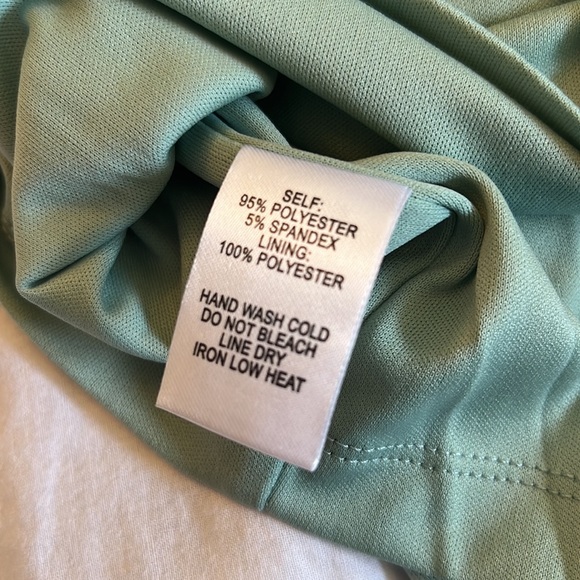 SELF:
95% POLYESTER
5% SPANDEX
LINING:
100% POLYESTER
HAND WASH COLD
DO NOT BLEACH
LINE DRY
IRON LOW HEAT